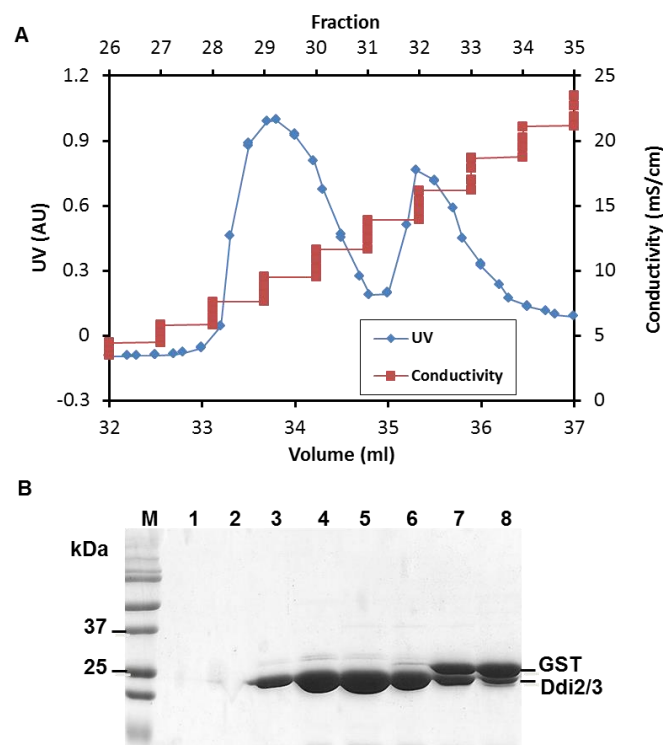 A
Fraction
26 27 28 29 30 31 32 33 34 35
1.2 25
0.9 20
0.6 15
0.3 10
0 5
-0.3 0
UV (AU)
Conductivity (mS/cm)
UV
Conductivity
32 33 34 35 36 37
Volume (ml)
B
M 1 2 3 4 5 6 7 8
kDa
37
25
GST
Ddi2/3